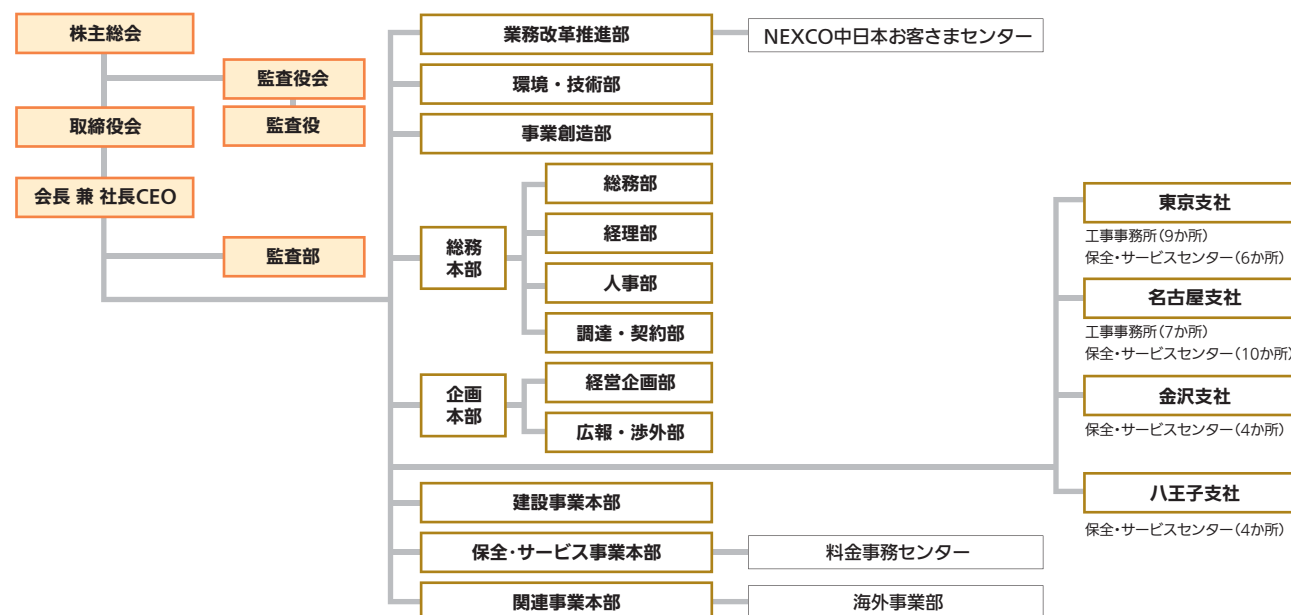 株主総会
監査役会
監査役
取締役会
会長 兼 社長CEO
監査部
業務改革推進部
NEXCO中日本お客さまセンター
環境・技術部
事業創造部
総務
本部
総務部
経理部
人事部
調達・契約部
企画
本部
経営企画部
広報・渉外部
東京支社
工事事務所(9か所)
保全・サービスセンター(6か所)
名古屋支社
工事事務所(7か所)
保全・サービスセンター(10か所)
金沢支社
保全・サービスセンター(4か所)
八王子支社
保全・サービスセンター(4か所)
建設事業本部
保全・サービス事業本部
料金事務センター
関連事業本部
海外事業部